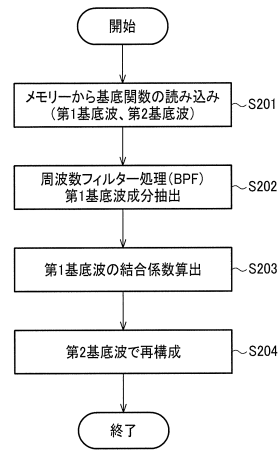 開始
メモリーから基底関数の読み込み
(第1基底波、第2基底波)
S201
周波数フィルター処理(BPF)
第1基底波成分抽出
S202
第1基底波の結合係数算出
S203
第2基底波で再構成
S204
終了